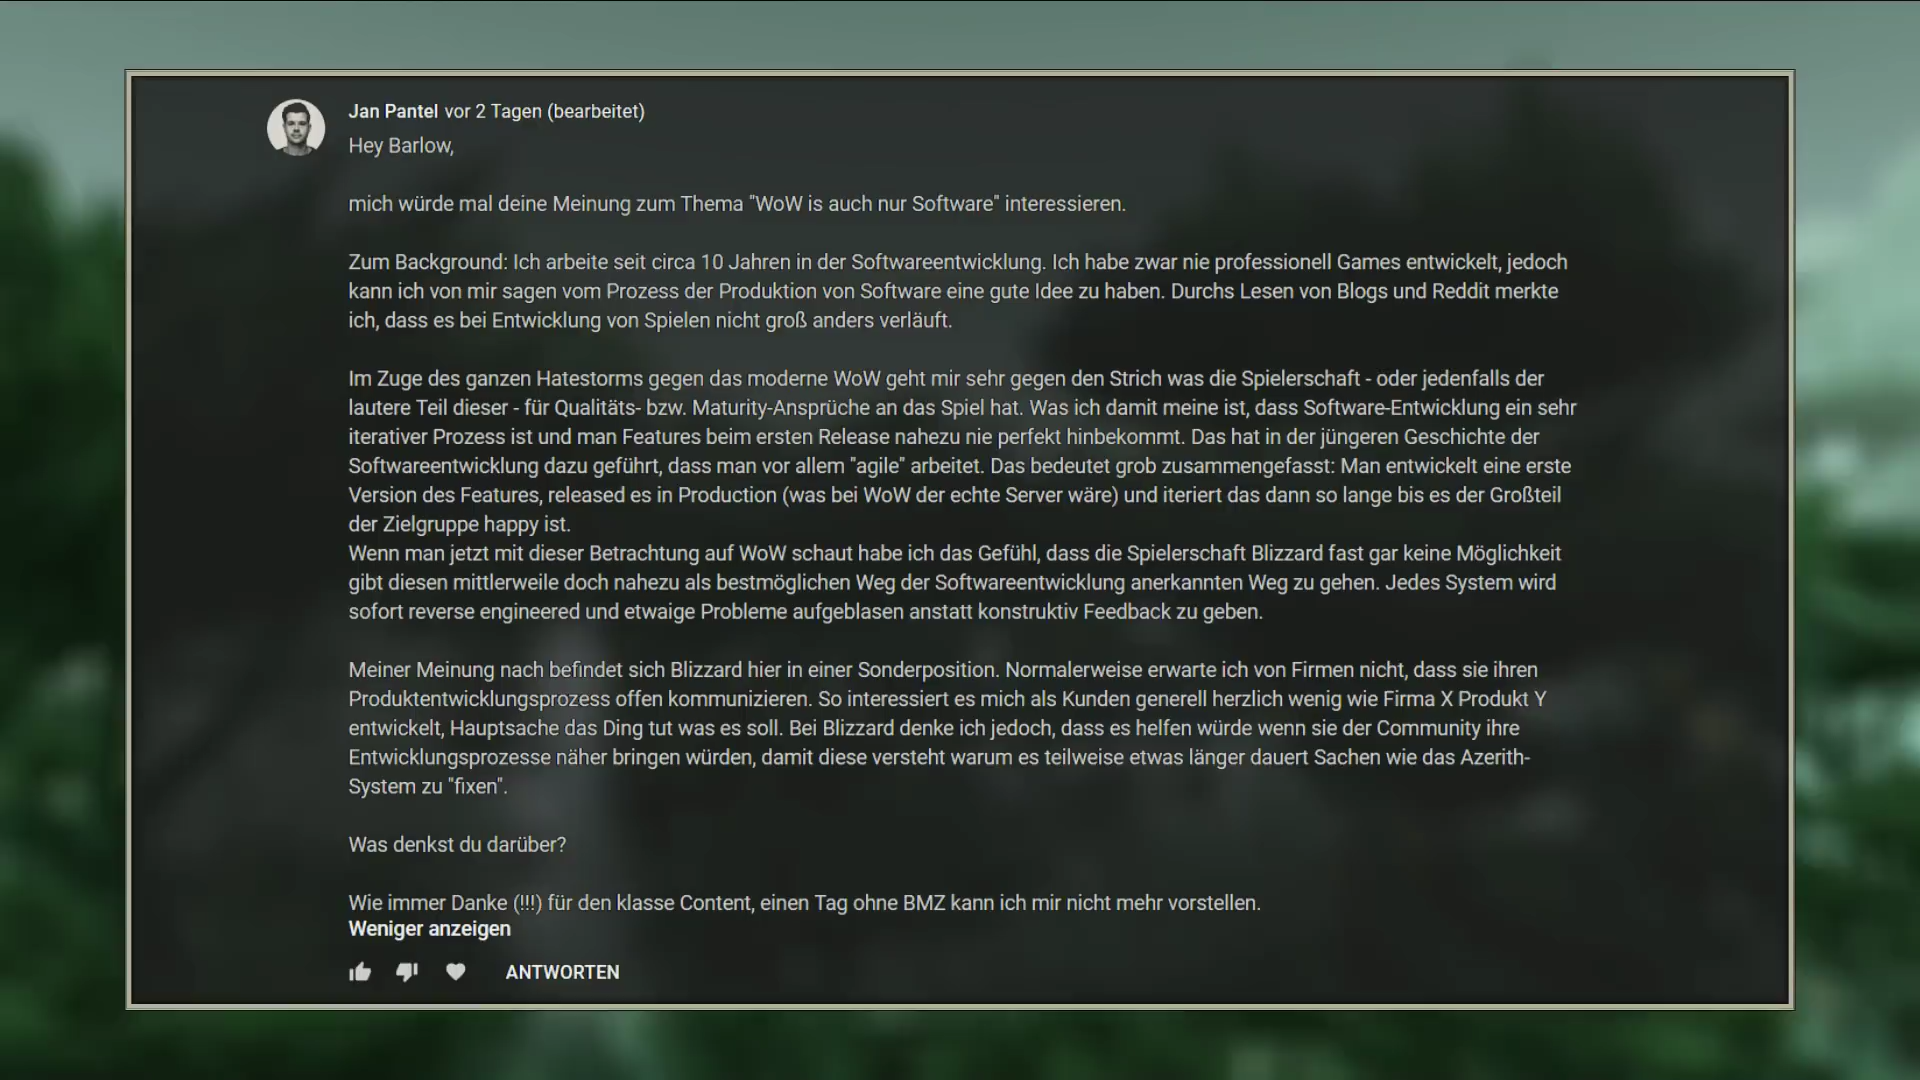 Jan Pantel vor 2 Tagen (bearbeitet)
Hey Barlow,
mich würde mal deine Meinung zum Thema "WoW is auch nur Software" interessieren.
Zum Background: Ich arbeite seit circa 10 Jahren in der Softwareentwicklung. Ich habe zwar nie professionell Games entwickelt, jedoch
kann ich von mir sagen vom Prozess der Produktion von Software eine gute Idee zu haben. Durchs Lesen von Blogs und Reddit merkte
ich, dass es bei Entwicklung von Spielen nicht groß anders verläuft.
Im Zuge des ganzen Hatestorms gegen das moderne WoW geht mir sehr gegen den Strich was die Spielerschaft - oder jedenfalls der
lautere Teil dieser - für Qualitäts- bzw. Maturity-Ansprüche an das Spiel hat. Was ich damit meine ist, dass Software-Entwicklung ein sehr
iterativer Prozess ist und man Features beim ersten Release nahezu nie perfekt hinbekommt. Das hat in der jüngeren Geschichte der
Softwareentwicklung dazu geführt, dass man vor allem "agile" arbeitet. Das bedeutet grob zusammengefasst: Man entwickelt eine erste
Version des Features, released es in Production (was bei WoW der echte Server wäre) und iteriert das dann so lange bis es der Großteil
der Zielgruppe happy ist.
Wenn man jetzt mit dieser Betrachtung auf WoW schaut habe ich das Gefühl, dass die Spielerschaft Blizzard fast gar keine Möglichkeit
gibt diesen mittlerweile doch nahezu als bestmöglichen Weg der Softwareentwicklung anerkannten Weg zu gehen. Jedes System wird
sofort reverse engineered und etwaige Probleme aufgeblasen anstatt konstruktiv Feedback zu geben.
Meiner Meinung nach befindet sich Blizzard hier in einer Sonderposition. Normalerweise erwarte ich von Firmen nicht, dass sie ihren
Produktentwicklungsprozess offen kommunizieren. So interessiert es mich als Kunden generell herzlich wenig wie Firma X Produkt Y
entwickelt, Hauptsache das Ding tut was es soll. Bei Blizzard denke ich jedoch, dass es helfen würde wenn sie der Community ihre
Entwicklungsprozesse näher bringen würden, damit diese versteht warum es teilweise etwas länger dauert Sachen wie das Azerith-
System zu "fixen".
Was denkst du darüber?
Wie immer Danke (!!!) für den klasse Content, einen Tag ohne BMZ kann ich mir nicht mehr vorstellen.
Weniger anzeigen
ANTWORTEN